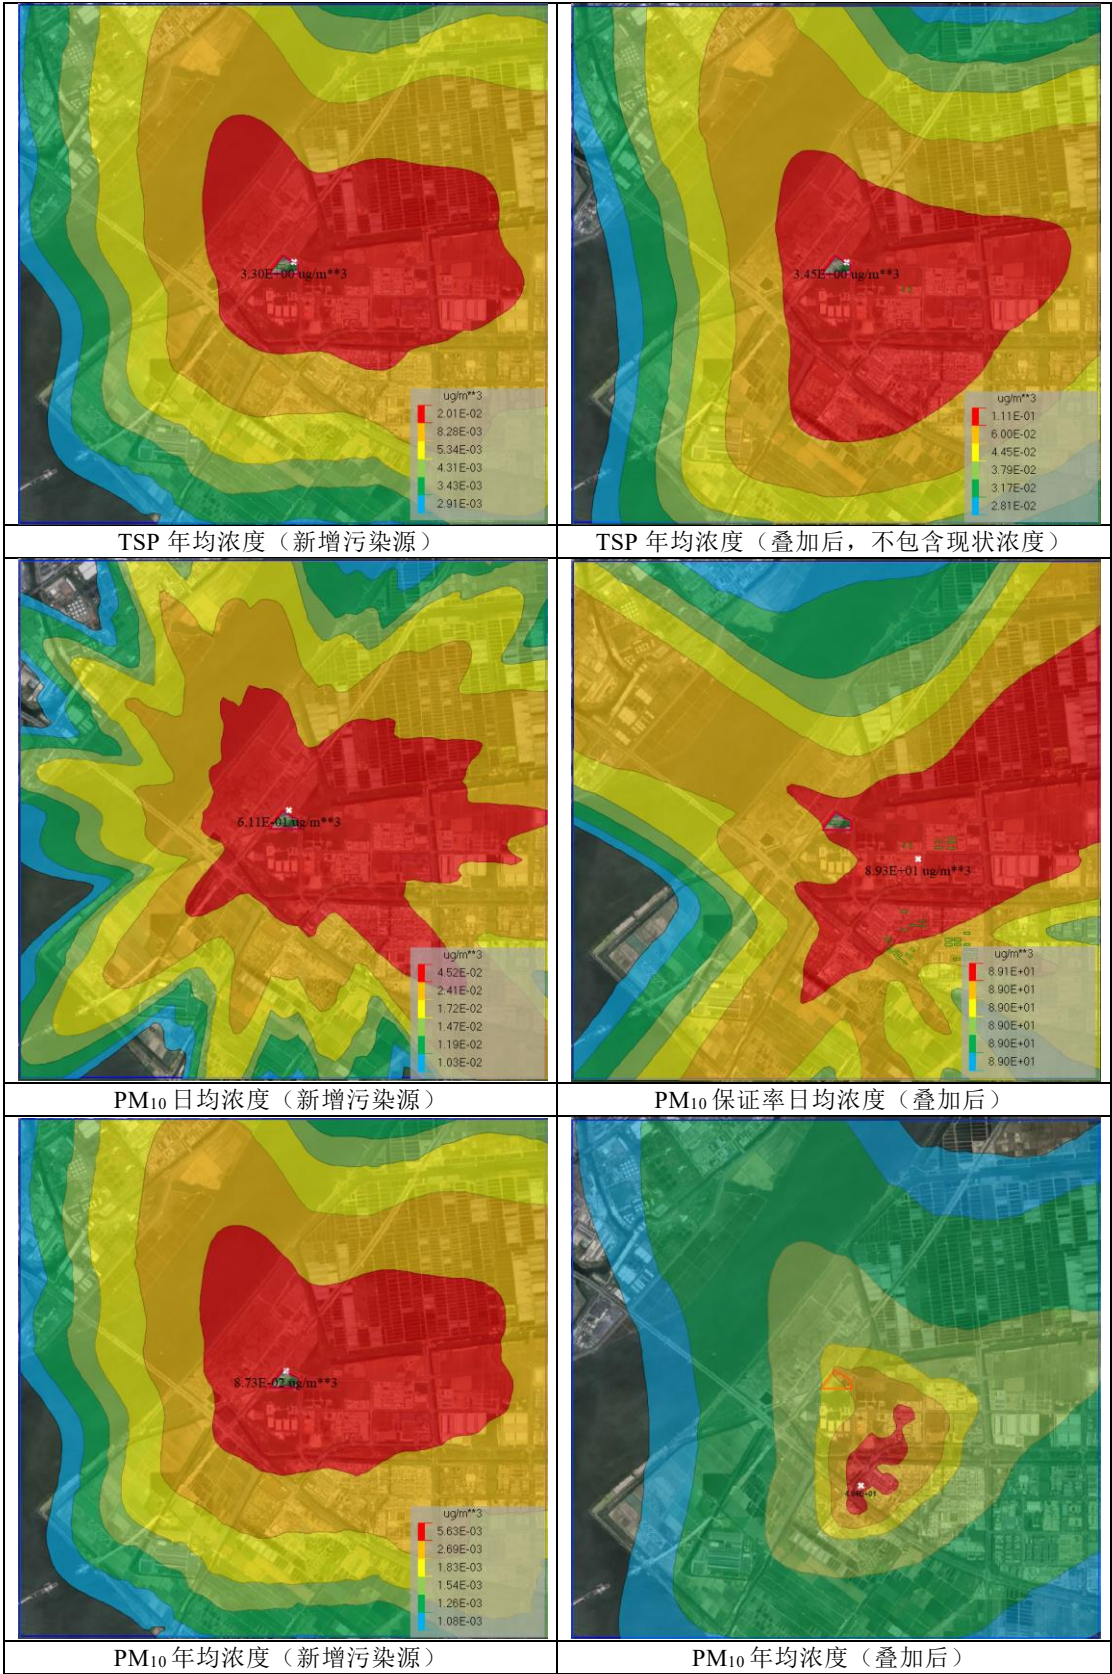 3.30E+00 ug/m**3
ug/m**3
2.01E-02
8.28E-03
5.34E-03
4.31E-03
3.43E-03
2.91E-03
3.45E+00 ug/m**3
ug/m**3
1.11E-01
6.00E-02
4.45E-02
3.79E-02
3.17E-02
2.81E-02
TSP 年均浓度（新增污染源）
TSP 年均浓度（叠加后，不包含现状浓度）
6.11E-01 ug/m**3
ug/m**3
4.52E-02
2.41E-02
1.72E-02
1.47E-02
1.19E-02
1.03E-02
8.93E+01 ug/m**3
ug/m**3
8.91E+01
8.90E+01
8.90E+01
8.90E+01
8.90E+01
8.90E+01
PM10 日均浓度（新增污染源）
PM10 保证率日均浓度（叠加后）
8.73E-02 ug/m**3
ug/m**3
5.63E-03
2.69E-03
1.83E-03
1.54E-03
1.26E-03
1.08E-03
PM10 年均浓度（新增污染源）
PM10 年均浓度（叠加后）